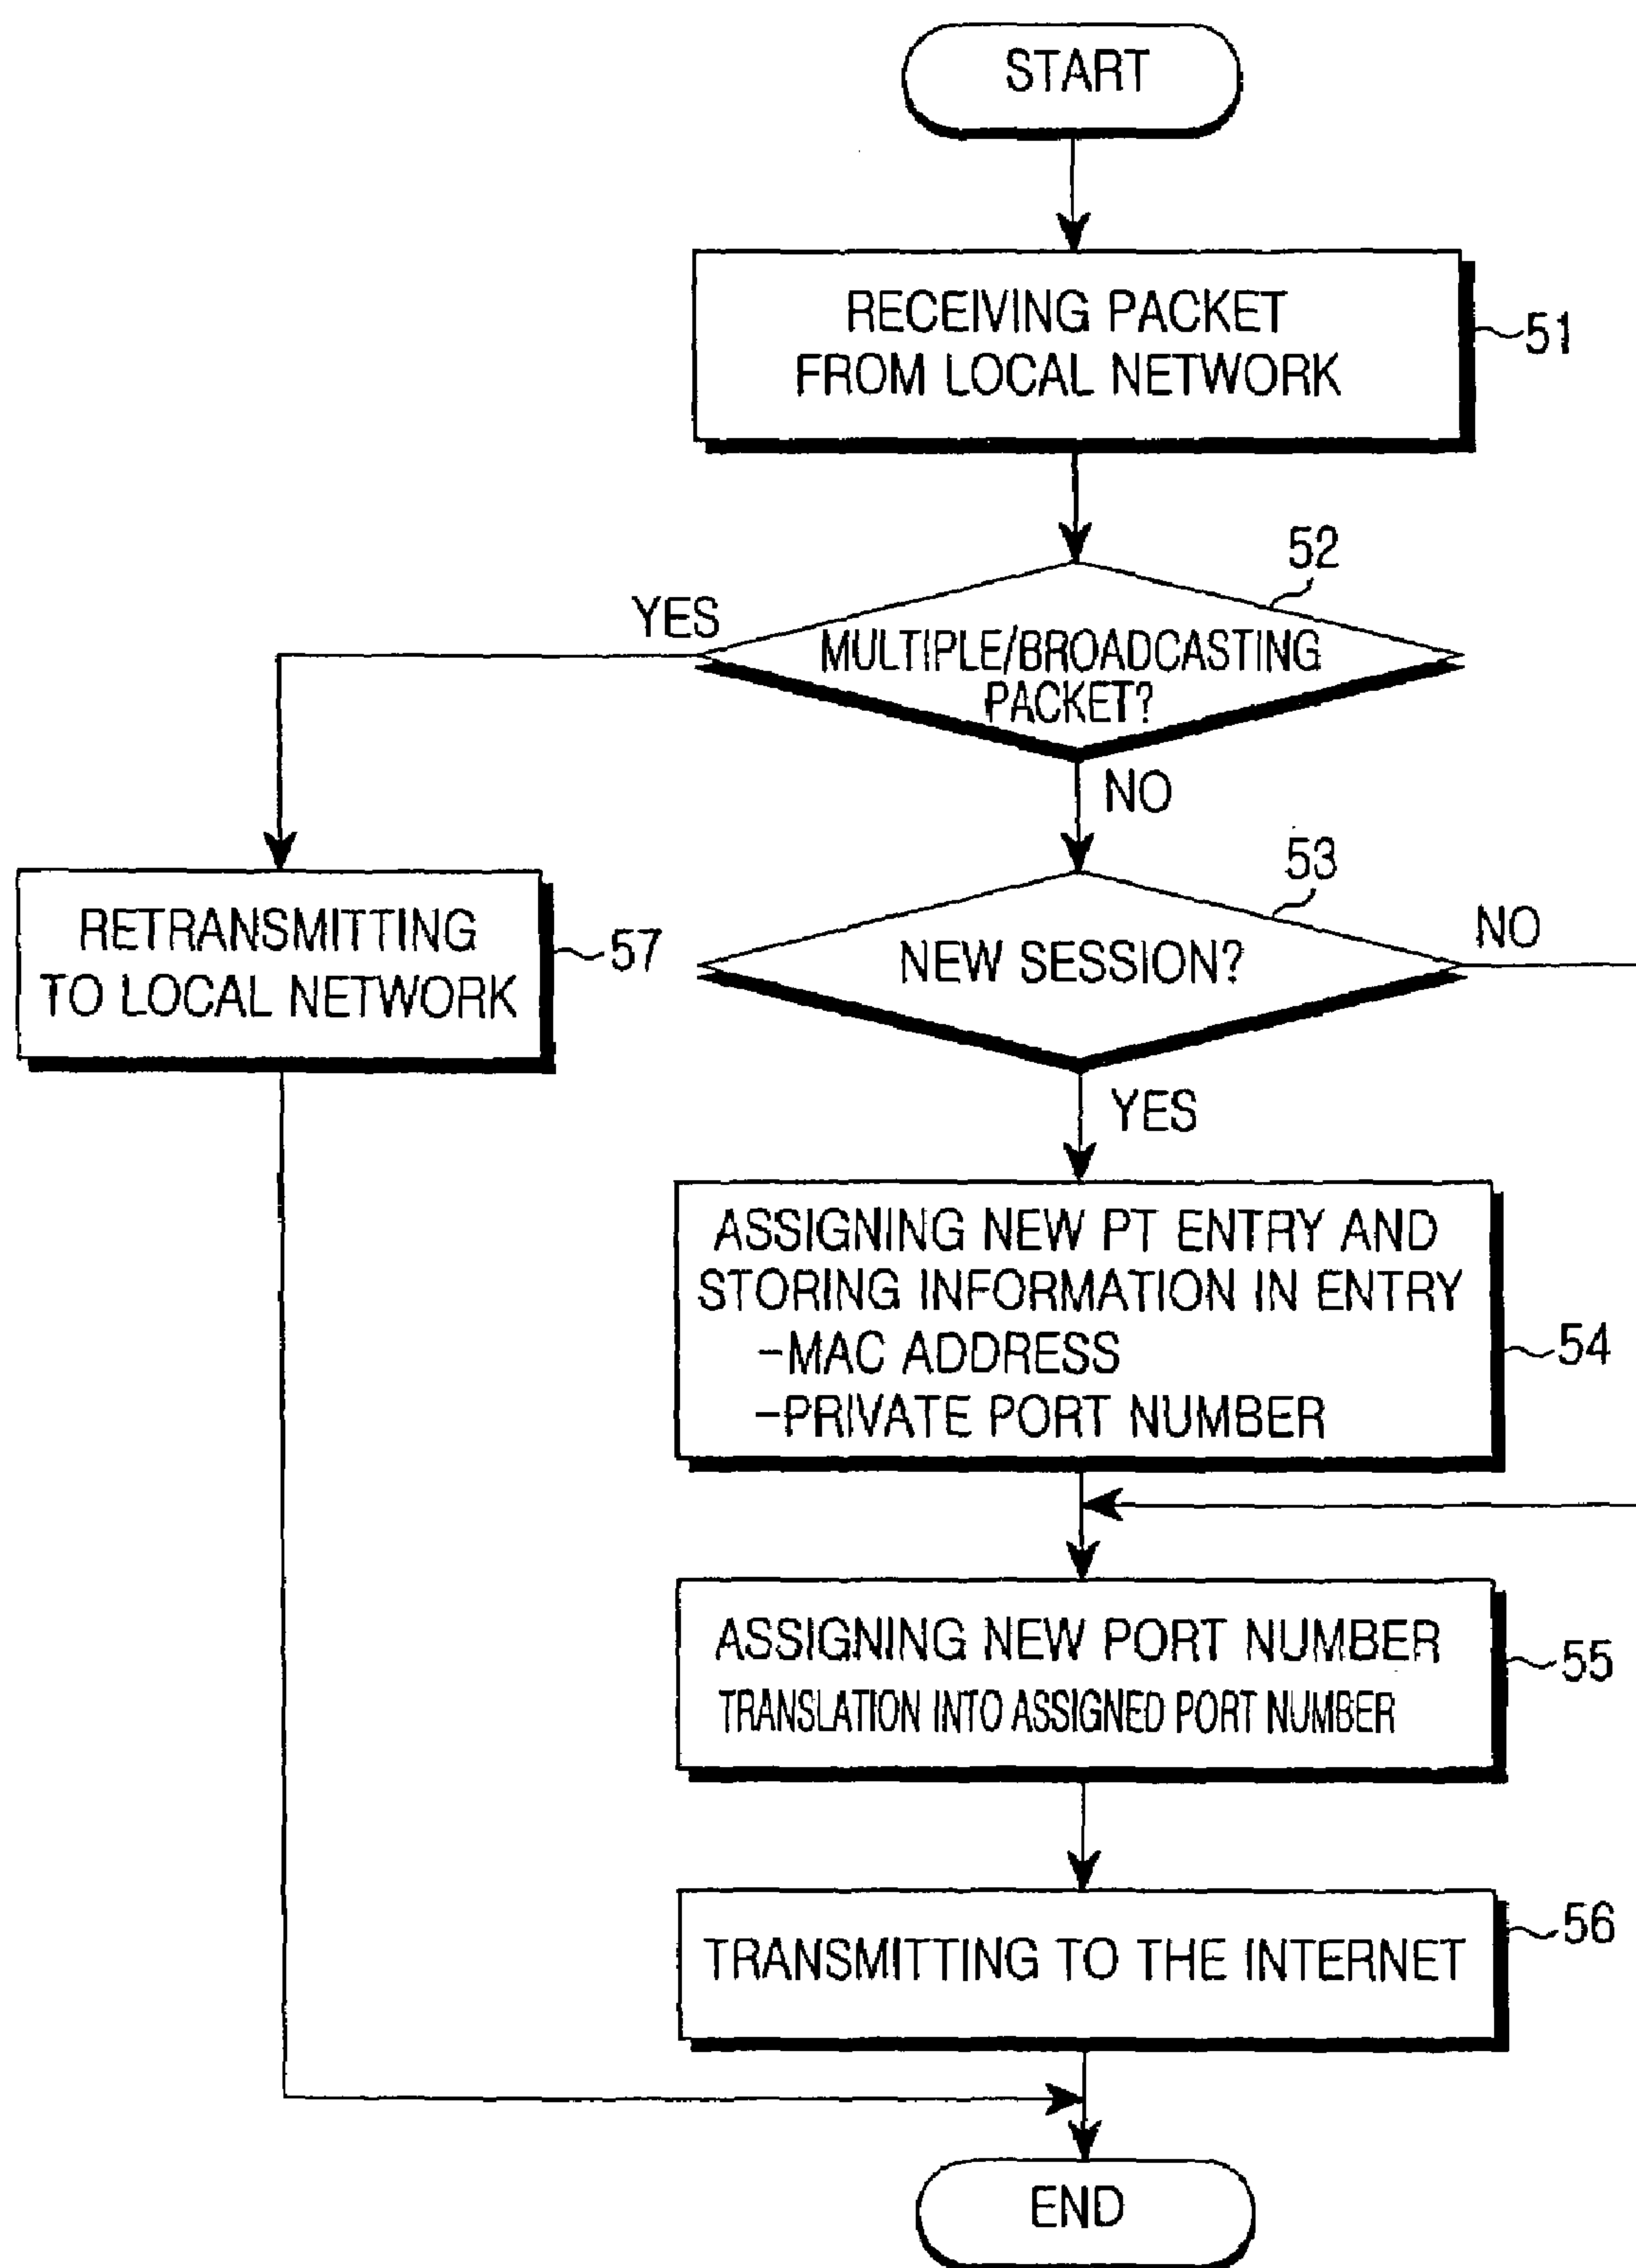 START
RECEIVING PACKET
FROM LOCAL NETWORK
51
52
YES
MULTIPLE/BROADCASTING
PACKET?
NO
53
NO
NEW SESSION?
RETRANSMITTING
TO LOCAL NETWORK
57
YES
ASSIGNING NEW PT ENTRY AND
STORING INFORMATION IN ENTRY
-MAC ADDRESS
-PRIVATE PORT NUMBER
54
ASSIGNING NEW PORT NUMBER
TRANSLATION INTO ASSIGNED PORT NUMBER
55
TRANSMITTING TO THE INTERNET
56
END